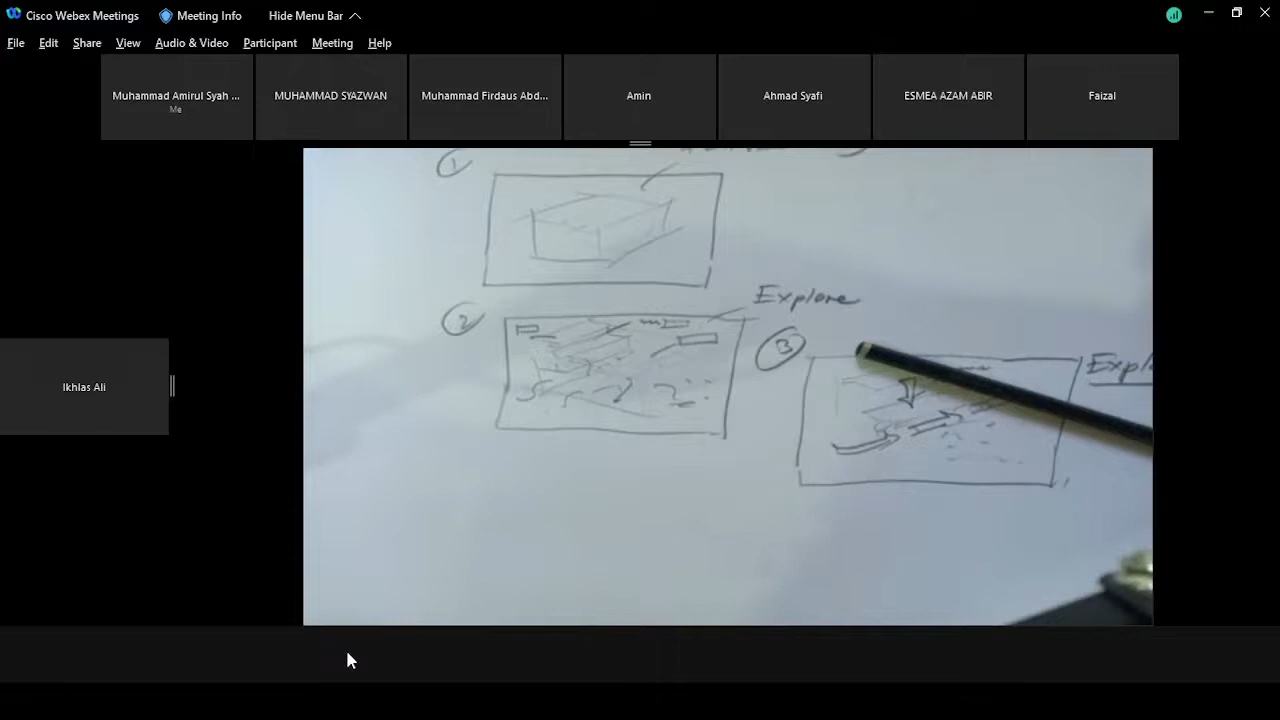 Cisco Webex Meetings
Meeting Info
Hide Menu Bar
File
Edit
Share
View
Audio & Video
Participant
Meeting
Help
Muhammad Amirul Syah ...
Me
MUHAMMAD SYAZWAN
Muhammad Firdaus Abd...
Amin
Ahmad Syafi
ESMEA AZAM ABIR
Faizal
Ikhlas Ali
1
2
Explore
3
Explo